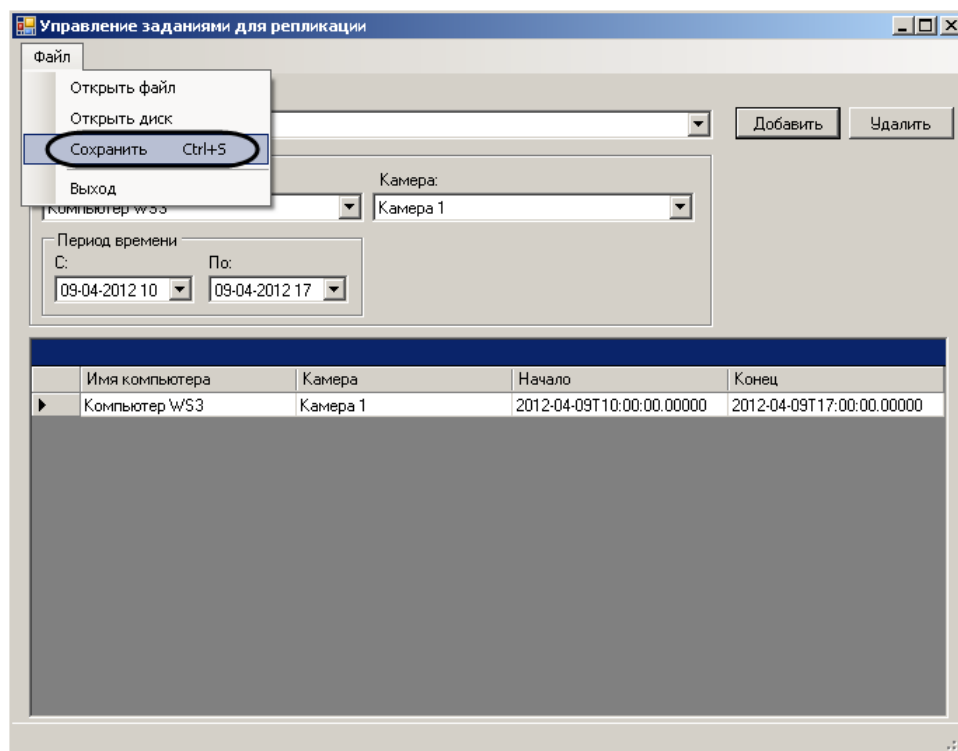 Управление заданиями для репликации
Файл
Открыть файл
Открыть диск
Сохранить Ctrl+S
Выход
Добавить
Удалить
Камера:
Компьютер WS3
Камера 1
Период времени
С:
По:
09-04-2012 10
09-04-2012 17
Имя компьютера Камера Начало Конец
Компьютер WS3 Камера 1 2012-04-09T10:00:00.00000 2012-04-09T17:00:00.00000